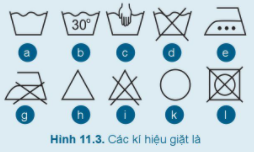 30°
a b c d e
g h i k l
Hình 11.3. Các kí hiệu giặt là